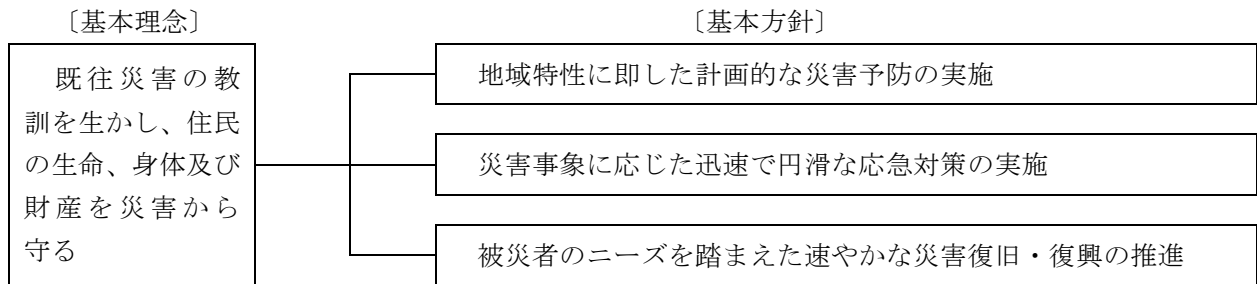 〔基本理念〕
〔基本方針〕
既往災害の教
訓を生かし、住民
の生命、身体及び
財産を災害から
守る
地域特性に即した計画的な災害予防の実施
災害事象に応じた迅速で円滑な応急対策の実施
被災者のニーズを踏まえた速やかな災害復旧・復興の推進